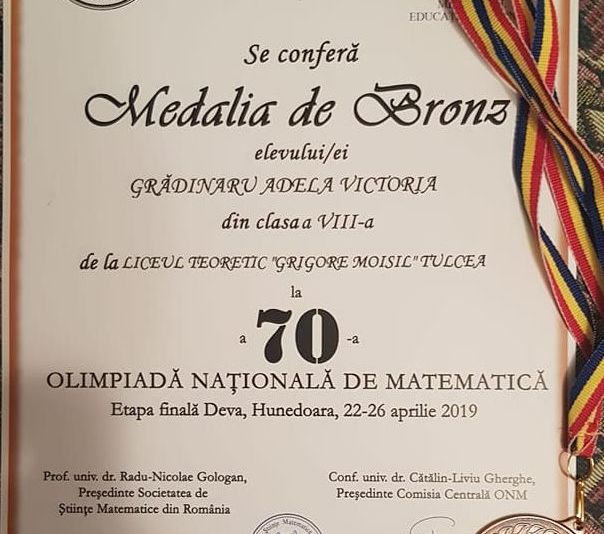 EDUCAȚ
Se conferă
Medalia de Bronz
elevului/ei
GRĂDINARU ADELA VICTORIA
din clasa a VIII-a
de la LICEUL TEORETIC "GRIGORE MOISIL" TULCEA
la
a 70-a
OLIMPIADĂ NAȚIONALĂ DE MATEMATICĂ
Etapa finală Deva, Hunedoara, 22-26 aprilie 2019
Prof. univ. dr. Radu-Nicolae Gologan,
Președinte Societatea de
Științe Matematice din România
Conf. univ. dr. Cătălin-Liviu Gherghe,
Președinte Comisia Centrală ONM
Științe Matematice